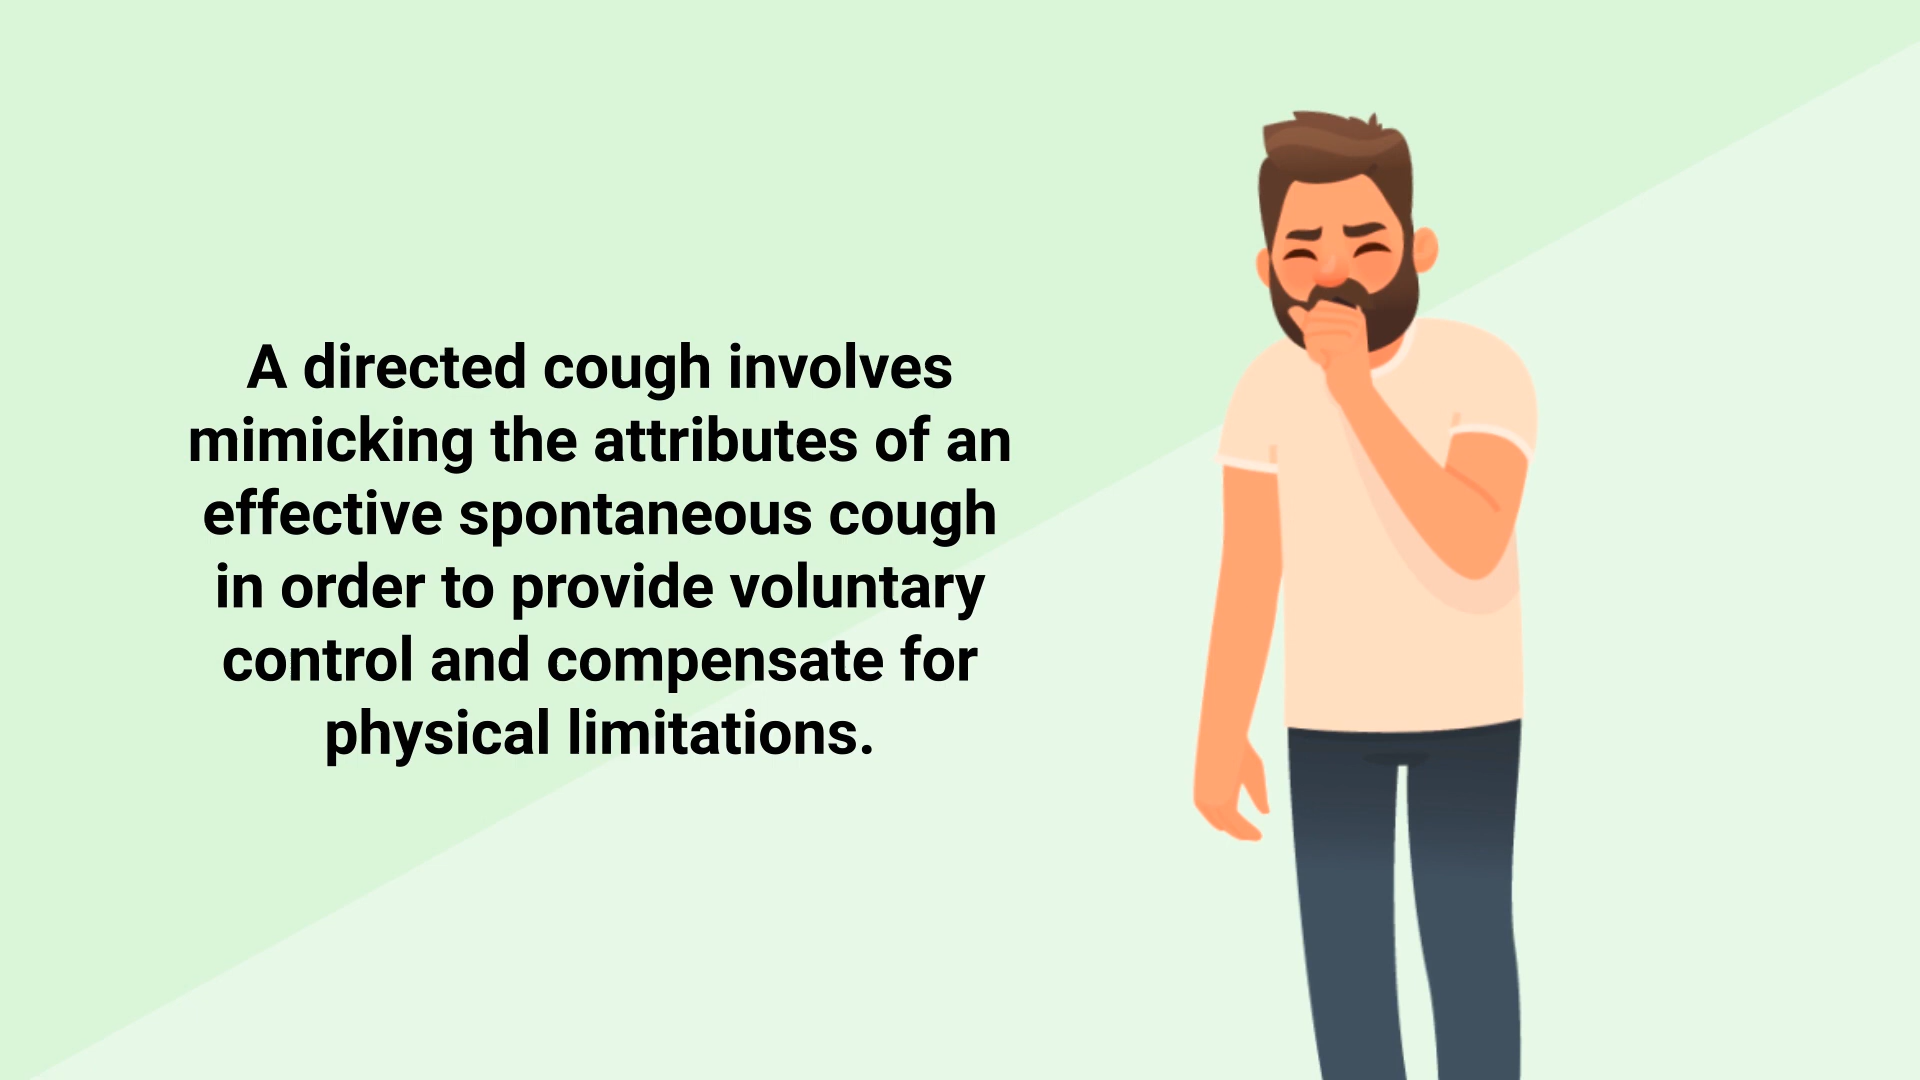 A directed cough involves
mimicking the attributes of an
effective spontaneous cough
in order to provide voluntary
control and compensate for
physical limitations.